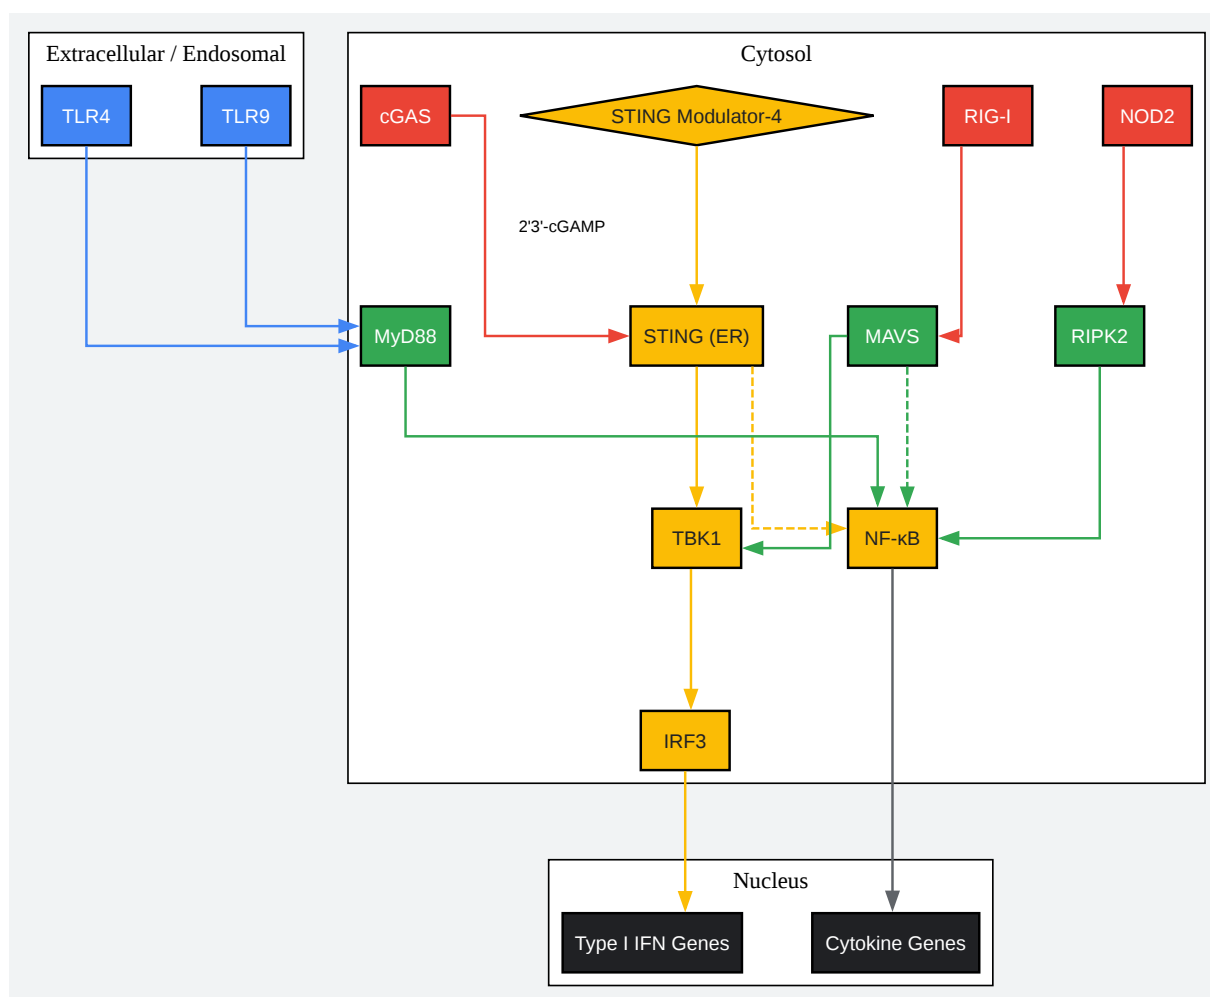 Extracellular / Endosomal
Cytosol
TLR4
TLR9
cGAS
STING Modulator-4
RIG-I
NOD2
2'3'-cGAMP
MyD88
STING (ER)
MAVS
RIPK2
TBK1
NF-κB
IRF3
Nucleus
Type I IFN Genes
Cytokine Genes